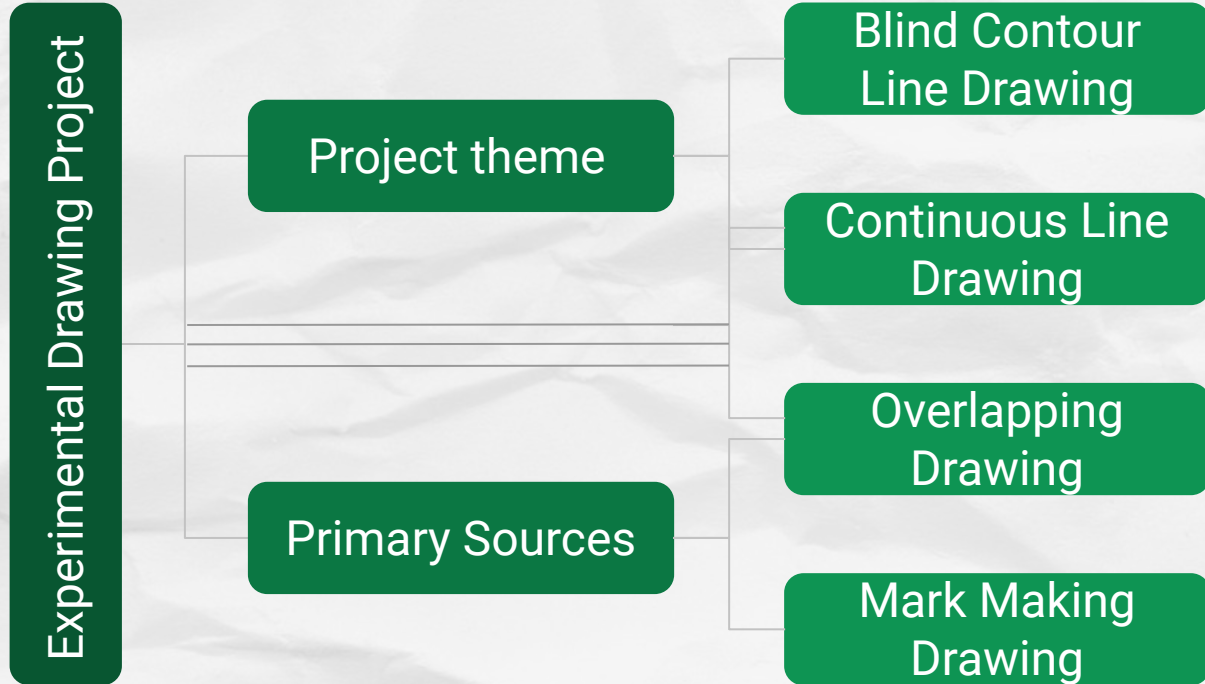 Experimental Drawing Project
Project theme
Primary Sources
Blind Contour
Line Drawing
Continuous Line
Drawing
Overlapping
Drawing
Mark Making
Drawing